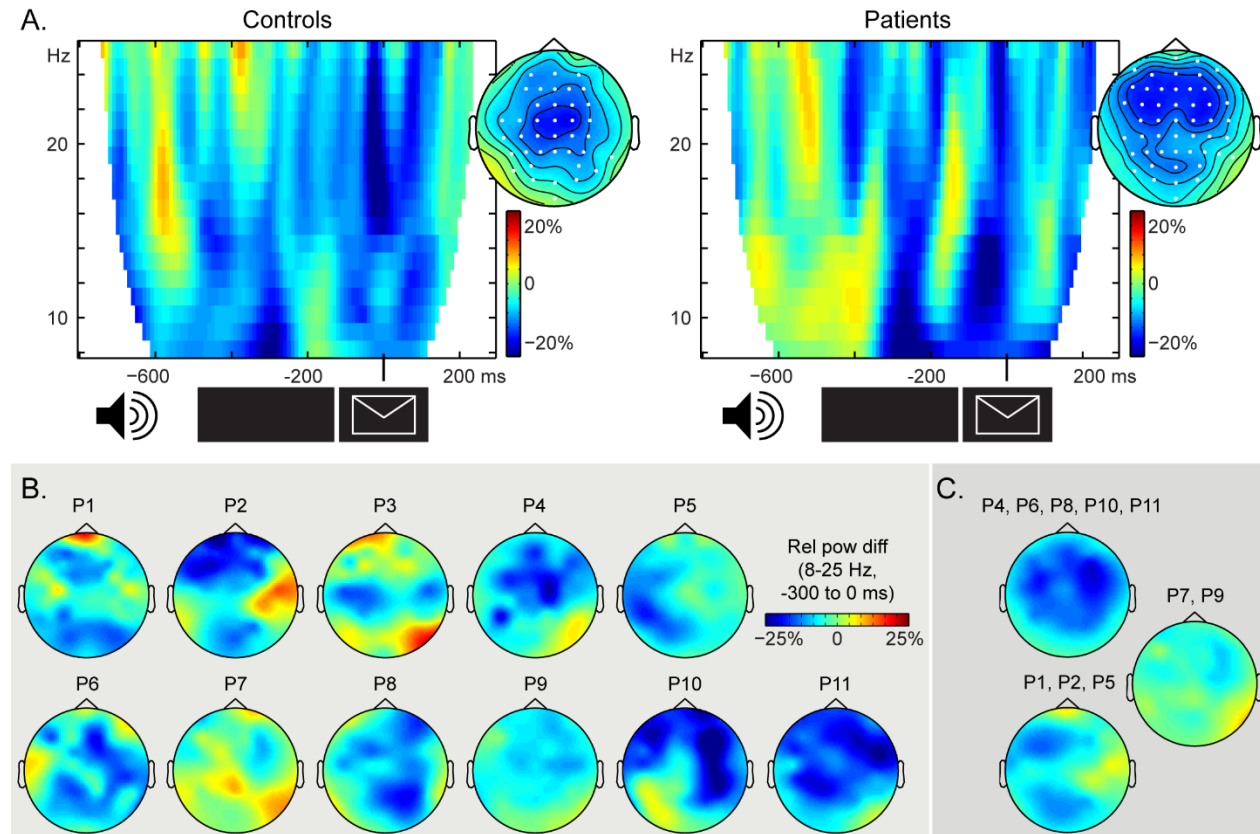 A.
Controls
Patients
Hz
20
10
20%
0
−20%
−600
-200
200 ms
Hz
20
10
20%
0
−20%
−600
-200
200 ms
B.
P1
P2
P3
P4
P5
Rel pow diff
(8-25 Hz,
-300 to 0 ms)
−25%
0
25%
P6
P7
P8
P9
P10
P11
C.
P4, P6, P8, P10, P11
P7, P9
P1, P2, P5